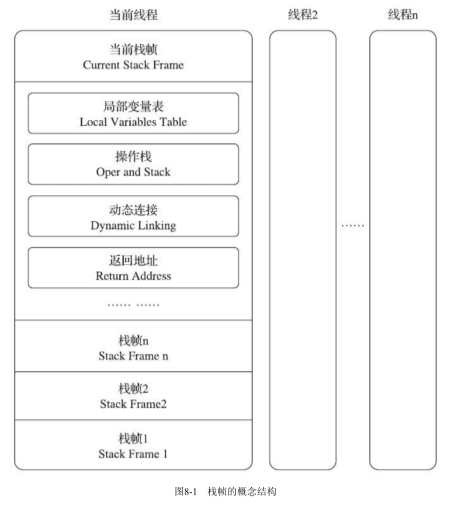 当前线程
线程2
线程n
当前栈帧
Current Stack Frame
局部变量表
Local Variables Table
操作栈
Oper and Stack
动态连接
Dynamic Linking
返回地址
Return Address
…… ……
……
栈帧n
Stack Frame n
栈帧2
Stack Frame2
栈帧1
Stack Frame 1
图8-1 栈帧的概念结构